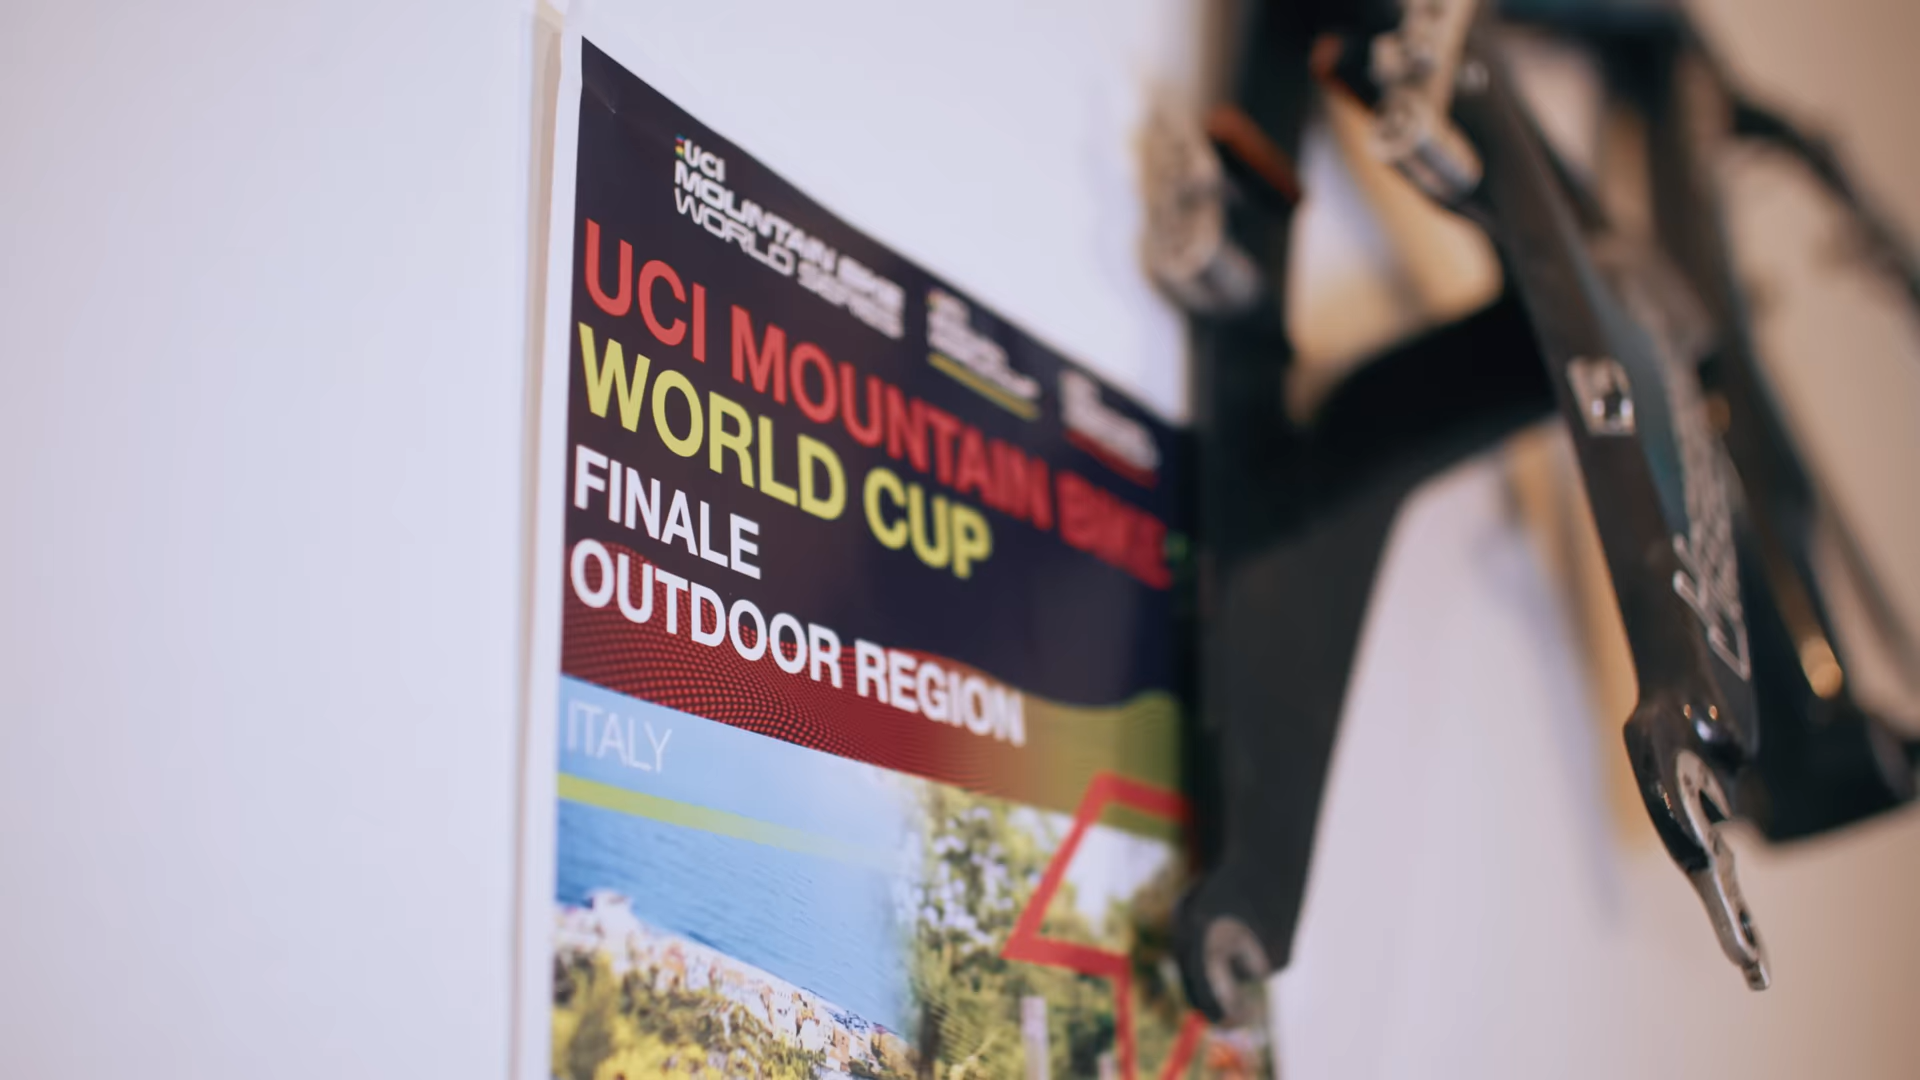 UCI
MOUNTAIN BIKE
WORLD SERIES
UCI MOUNTAIN BIKE
WORLD CUP
FINALE
OUTDOOR REGION
ITALY